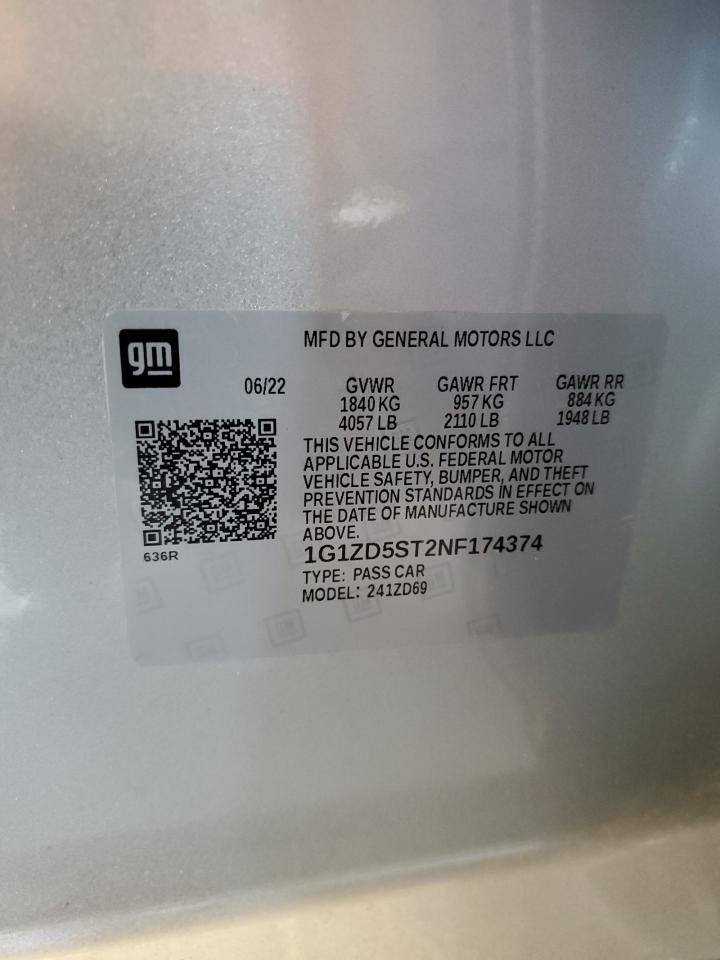 gm
MFD BY GENERAL MOTORS LLC
06/22 GVWR GAWR FRT GAWR RR
1840 KG 957 KG 884 KG
4057 LB 2110 LB 1948 LB
THIS VEHICLE CONFORMS TO ALL
APPLICABLE U.S. FEDERAL MOTOR
VEHICLE SAFETY, BUMPER, AND THEFT
PREVENTION STANDARDS IN EFFECT ON
THE DATE OF MANUFACTURE SHOWN
ABOVE.
636R
1G1ZD5ST2NF174374
TYPE: PASS CAR
MODEL: 241ZD69